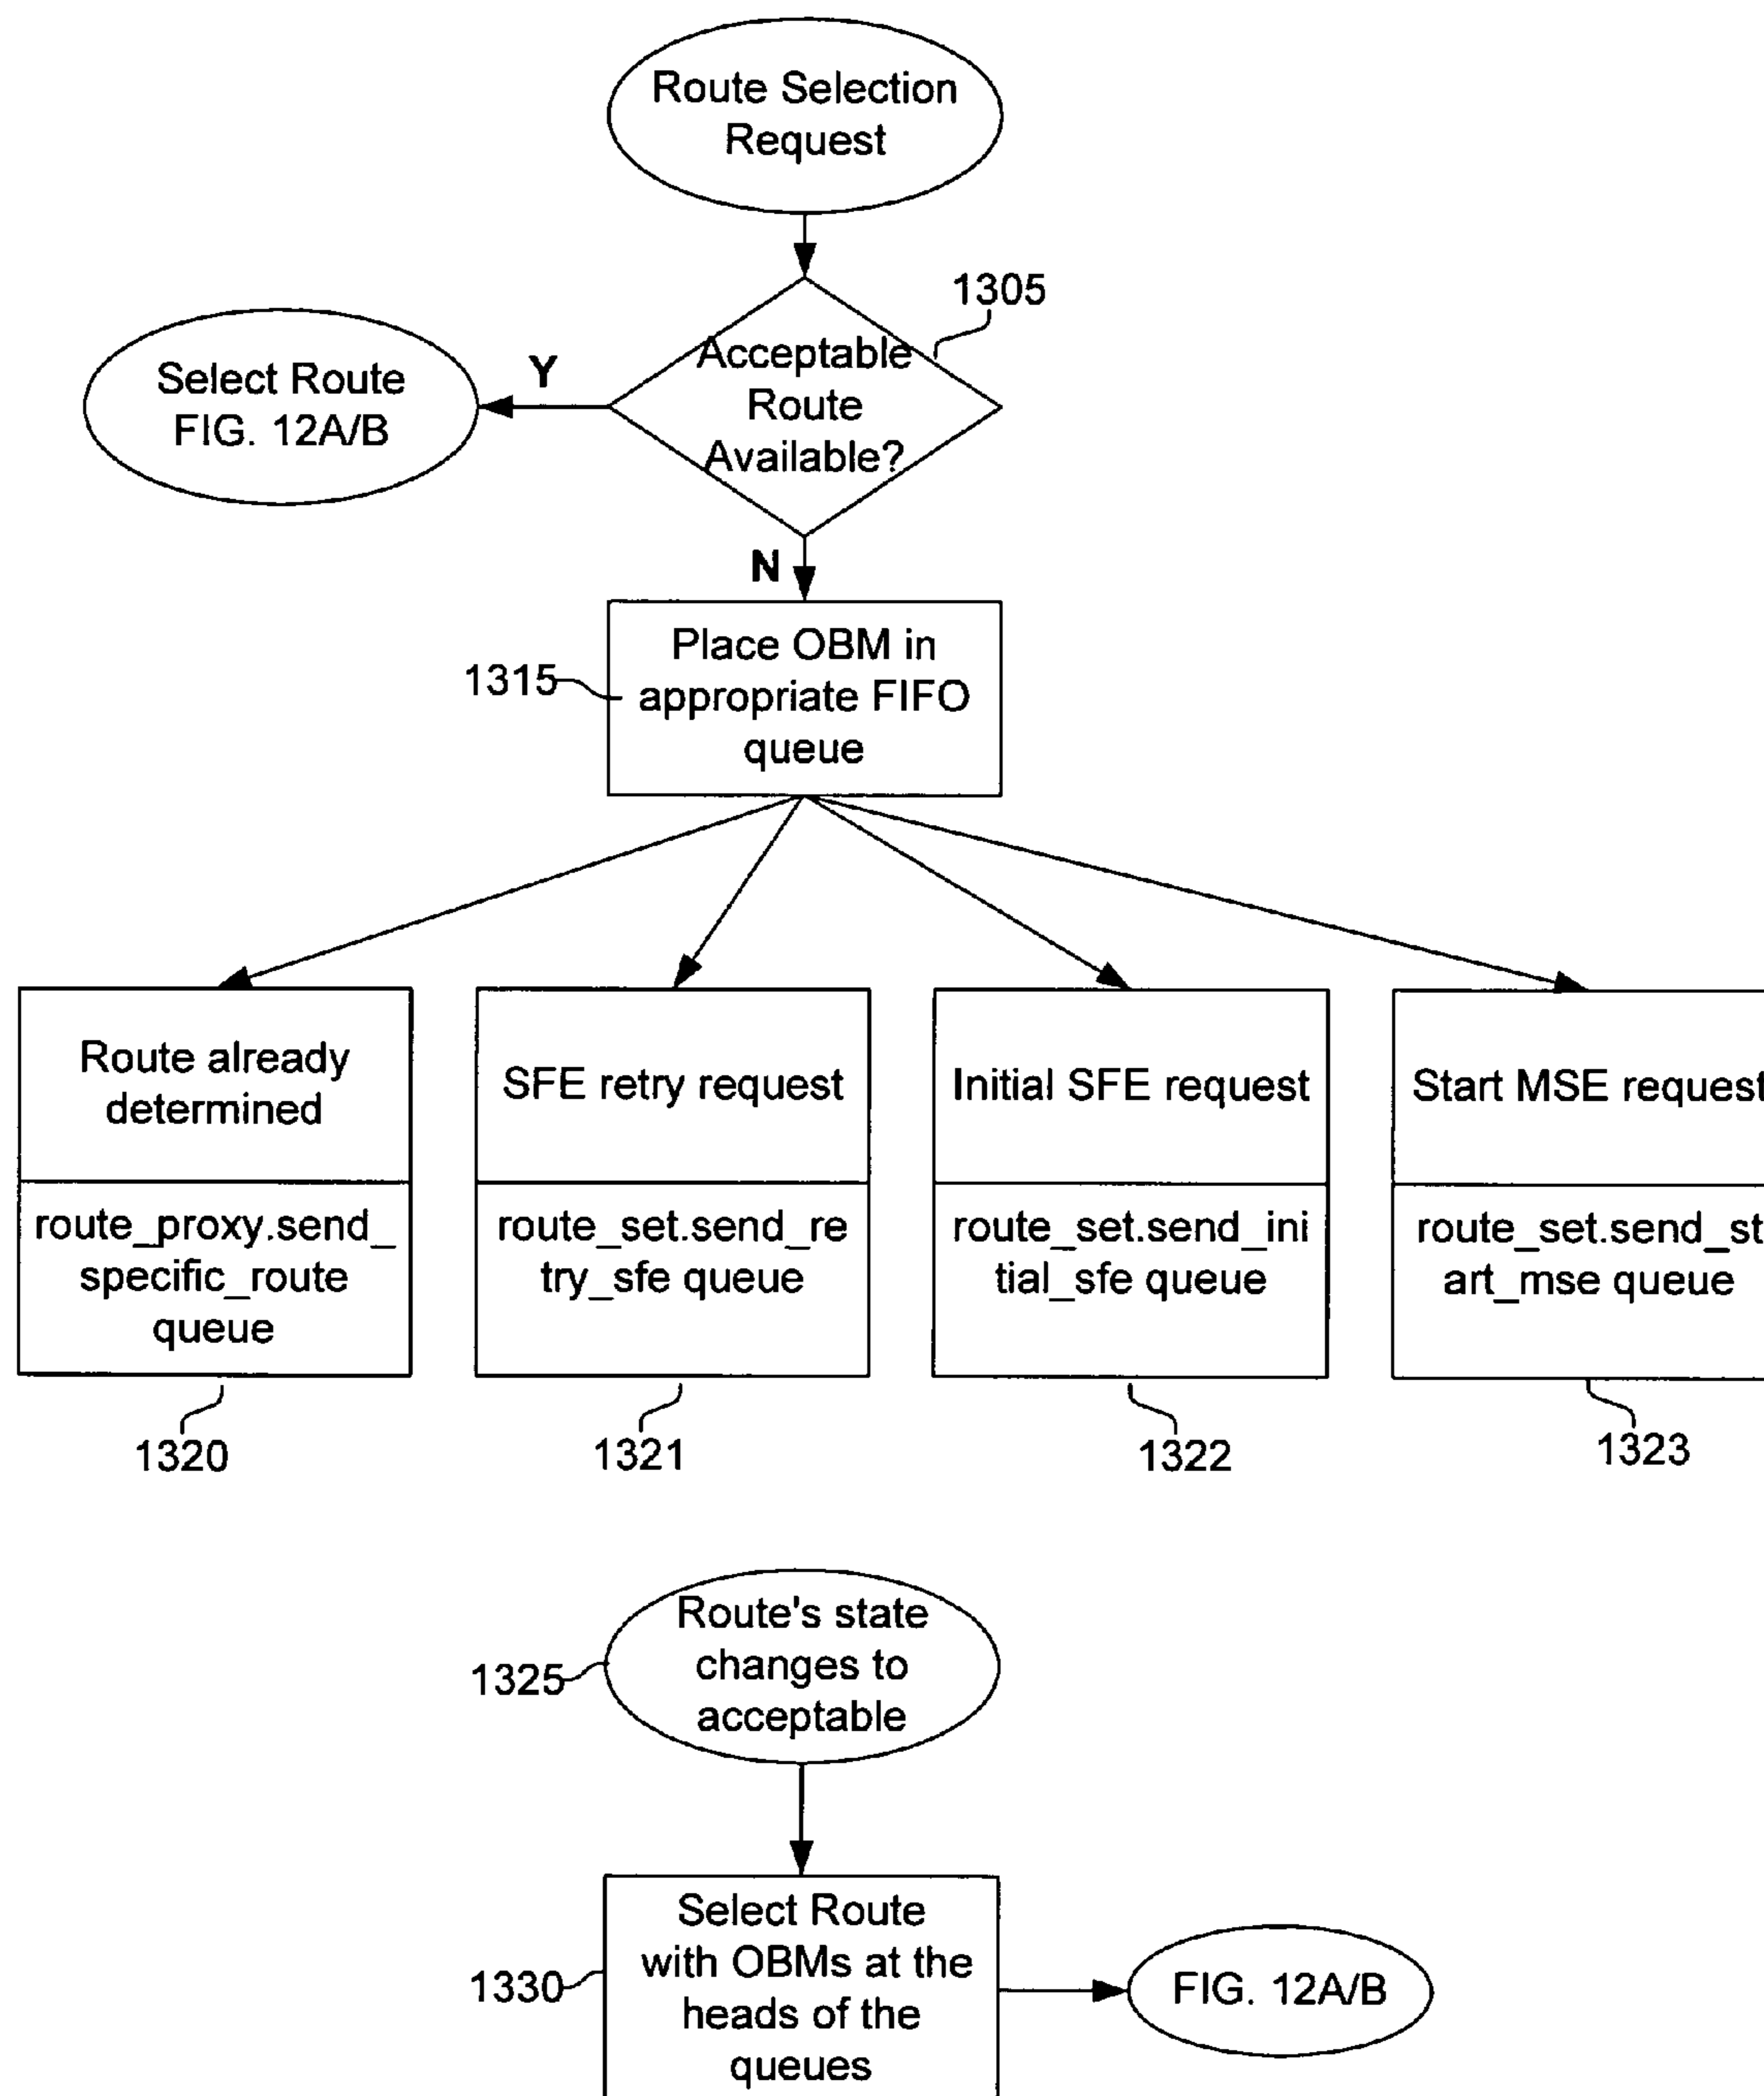 Route Selection
Request
1305
Acceptable
Route
Available?
Y
Select Route
FIG. 12A/B
N
1315
Place OBM in
appropriate FIFO
queue
Route already
determined
route_proxy.send_
specific_route
queue
1320
SFE retry request
route_set.send_re
try_sfe queue
1321
Initial SFE request
route_set.send_ini
tial_sfe queue
1322
Start MSE request
route_set.send_st
art_mse queue
1323
1325
Route's state
changes to
acceptable
1330
Select Route
with OBMs at the
heads of the
queues
FIG. 12A/B